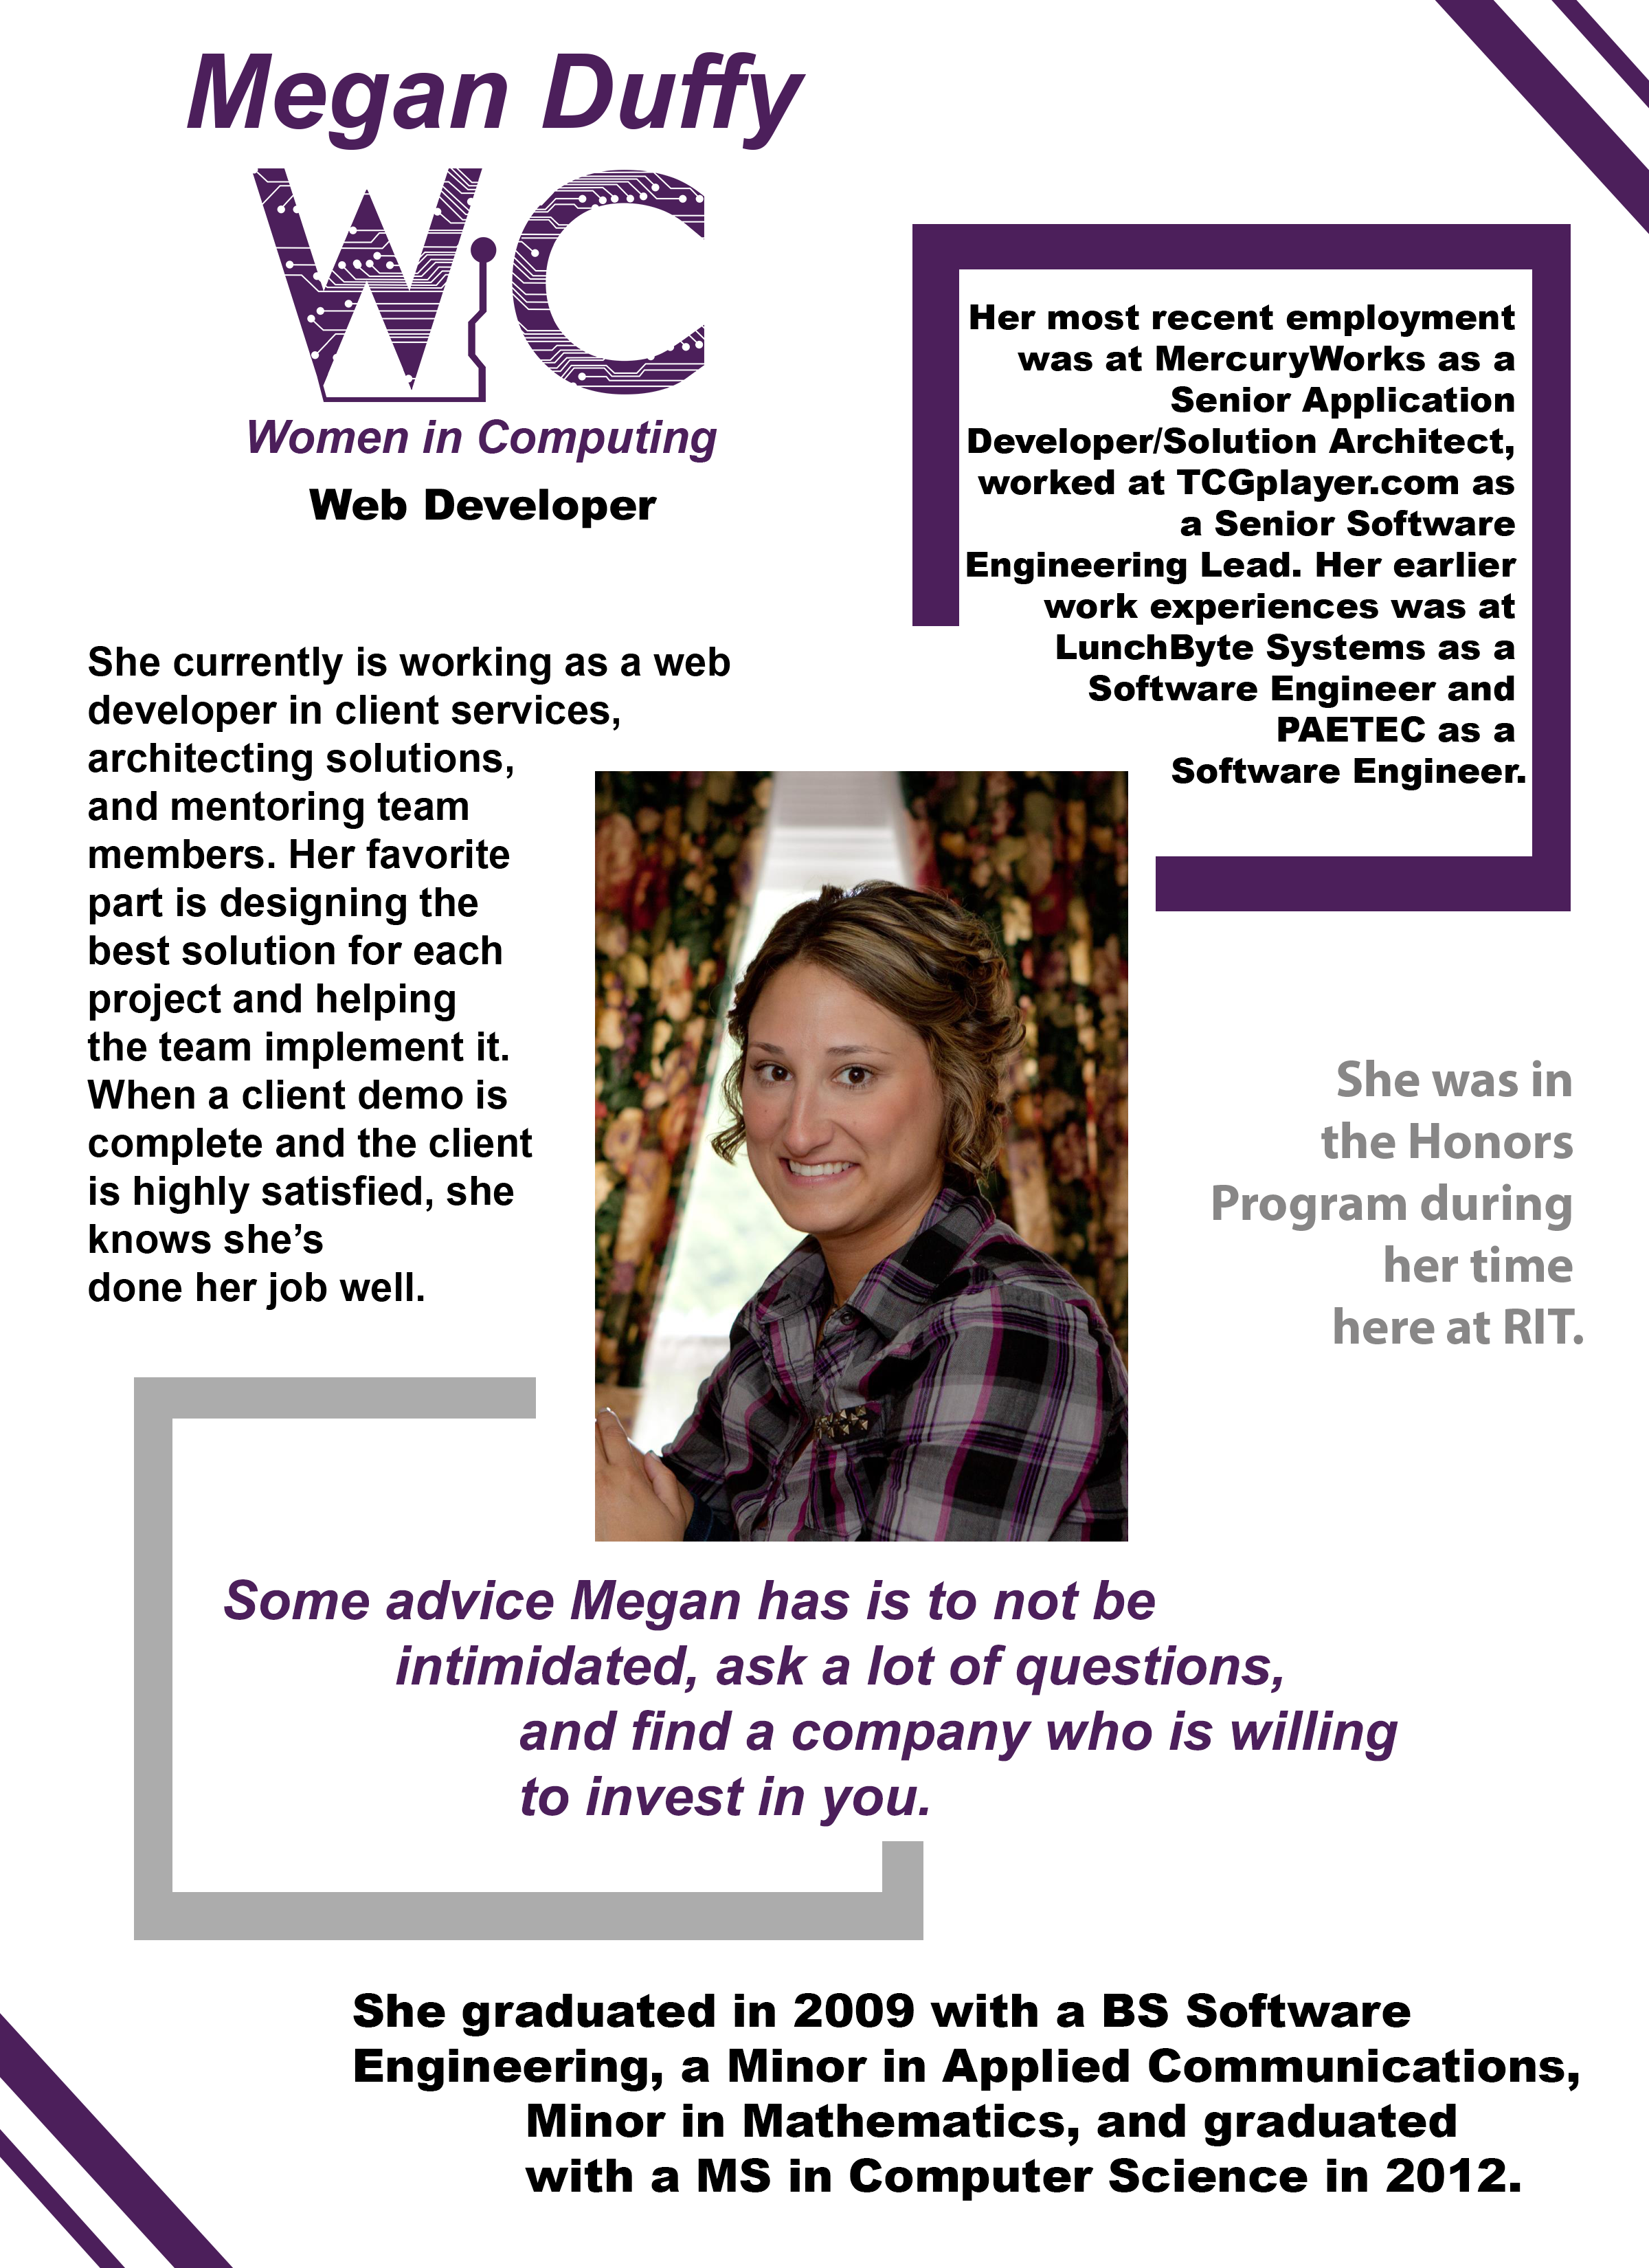 Megan Duffy
WiC
Women in Computing
Web Developer
Her most recent employment
was at MercuryWorks as a
Senior Application
Developer/Solution Architect,
worked at TCGplayer.com as
a Senior Software
Engineering Lead. Her earlier
work experiences was at
LunchByte Systems as a
Software Engineer and
PAETEC as a
Software Engineer.
She currently is working as a web
developer in client services,
architecting solutions,
and mentoring team
members. Her favorite
part is designing the
best solution for each
project and helping
the team implement it.
When a client demo is
complete and the client
is highly satisfied, she
knows she’s
done her job well.
She was in
the Honors
Program during
her time
here at RIT.
Some advice Megan has is to not be
intimidated, ask a lot of questions,
and find a company who is willing
to invest in you.
She graduated in 2009 with a BS Software
Engineering, a Minor in Applied Communications,
Minor in Mathematics, and graduated
with a MS in Computer Science in 2012.